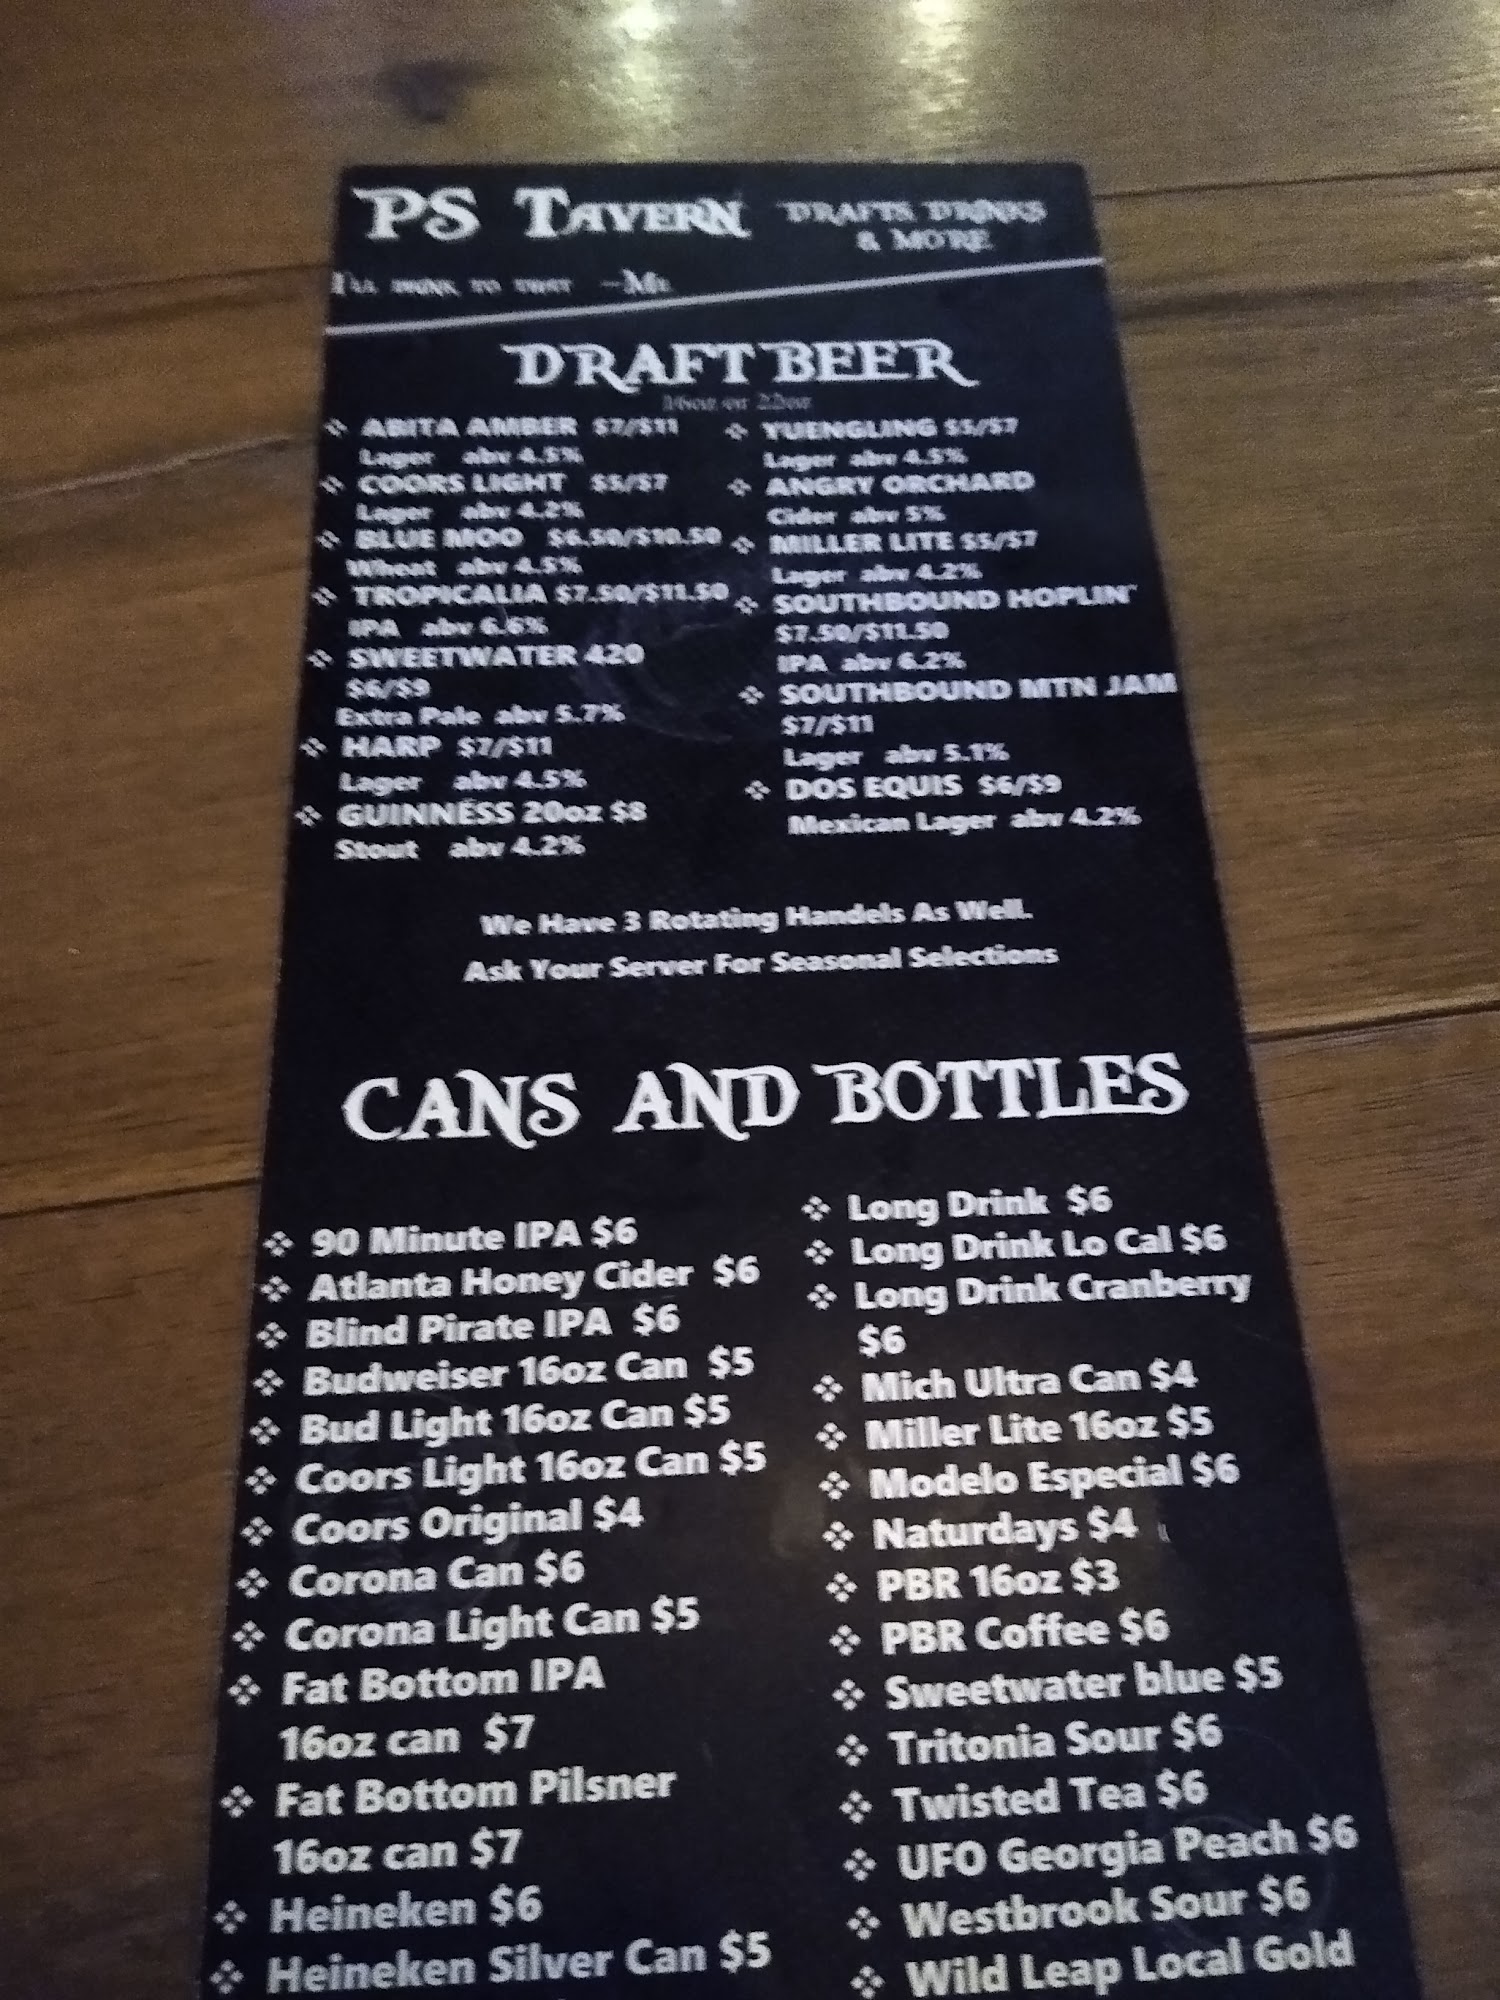 PS TAVERN
DRAFTS, DRINKS
& MORE
I'LL DRINK TO THAT -ME
DRAFT BEER
16oz or 22oz
❖ ABITA AMBER $7/$11
Lager abv 4.5%
❖ COORS LIGHT $5/$7
Lager abv 4.2%
❖ BLUE MOO $6.50/$10.50
Wheat abv 4.5%
❖ TROPICALIA $7.50/$11.50
IPA abv 6.6%
❖ SWEETWATER 420
$6/$9
Extra Pale abv 5.7%
❖ HARP $7/$11
Lager abv 4.5%
❖ GUINNESS 20oz $8
Stout abv 4.2%
❖ YUENGLING $5/$7
Lager abv 4.5%
❖ ANGRY ORCHARD
Cider abv 5%
❖ MILLER LITE $5/$7
Lager abv 4.2%
❖ SOUTHBOUND HOPLIN'
$7.50/$11.50
IPA abv 6.2%
❖ SOUTHBOUND MTN JAM
$7/$11
Lager abv 5.1%
❖ DOS EQUIS $6/$9
Mexican Lager abv 4.2%
We Have 3 Rotating Handels As Well.
Ask Your Server For Seasonal Selections
CANS AND BOTTLES
❖ 90 Minute IPA $6
❖ Atlanta Honey Cider $6
❖ Blind Pirate IPA $6
❖ Budweiser 16oz Can $5
❖ Bud Light 16oz Can $5
❖ Coors Light 16oz Can $5
❖ Coors Original $4
❖ Corona Can $6
❖ Corona Light Can $5
❖ Fat Bottom IPA
16oz can $7
❖ Fat Bottom Pilsner
16oz can $7
❖ Heineken $6
❖ Heineken Silver Can $5
❖ Long Drink $6
❖ Long Drink Lo Cal $6
❖ Long Drink Cranberry
$6
❖ Mich Ultra Can $4
❖ Miller Lite 16oz $5
❖ Modelo Especial $6
❖ Naturdays $4
❖ PBR 16oz $3
❖ PBR Coffee $6
❖ Sweetwater blue $5
❖ Tritonia Sour $6
❖ Twisted Tea $6
❖ UFO Georgia Peach $6
❖ Westbrook Sour $6
❖ Wild Leap Local Gold